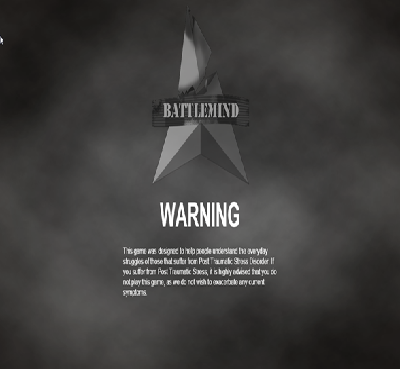 BATTLEMIND
WARNING
This game was designed to help people understand the everyday
struggles of those that suffer from Post Traumatic Stress Disorder. If
you suffer from Post Traumatic Stress, it is highly advised that you do
not play this game, as we do not wish to exacerbate any current
symptoms.